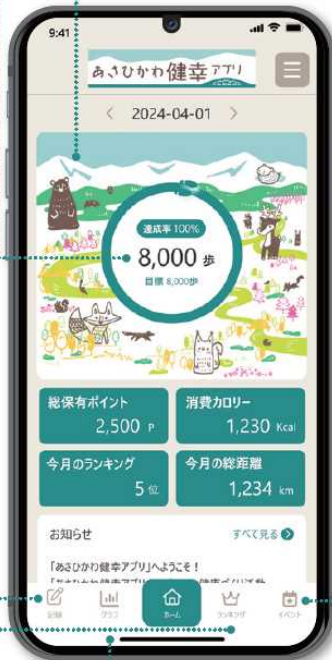 9:41
あさひかわ健幸アプリ
< 2024-04-01 >
達成率 100%
8,000 歩
目標 8,000歩
総保有ポイント
2,500 P
消費カロリー
1,230 Kcal
今月のランキング
5 位
今月の総距離
1,234 km
お知らせ
すべて見る
「あさひかわ健幸アプリ」へようこそ！
記録
グラフ
ホーム
ランキング
イベント